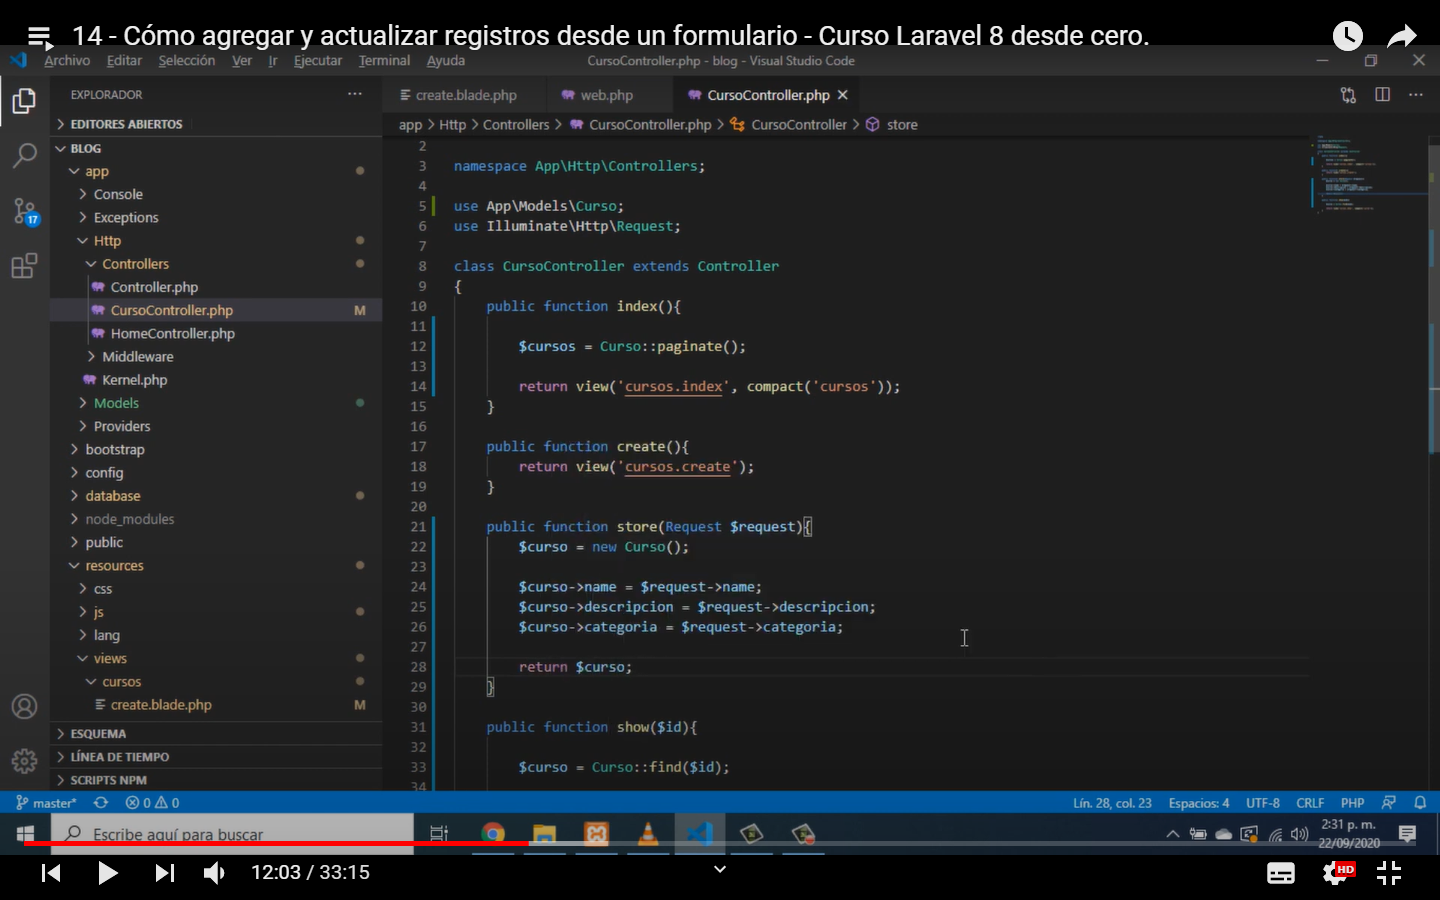 14 - Cómo agregar y actualizar registros desde un formulario - Curso Laravel 8 desde cero.
Archivo Editar Selección Ver Ir Ejecutar Terminal Ayuda
CursoController.php - blog - Visual Studio Code
EXPLORADOR
create.blade.php web.php CursoController.php
EDITORES ABIERTOS
app > Http > Controllers > CursoController.php > CursoController > store
BLOG
app
Console
Exceptions
Http
Controllers
Controller.php
CursoController.php M
HomeController.php
Middleware
Kernel.php
Models
Providers
bootstrap
config
database
node_modules
public
resources
css
js
lang
views
cursos
create.blade.php M
ESQUEMA
LÍNEA DE TIEMPO
SCRIPTS NPM
17
2
3 namespace App\Http\Controllers;
4
5 use App\Models\Curso;
6 use Illuminate\Http\Request;
7
8 class CursoController extends Controller
9 {
10 public function index(){
11
12 $cursos = Curso::paginate();
13
14 return view('cursos.index', compact('cursos'));
15 }
16
17 public function create(){
18 return view('cursos.create');
19 }
20
21 public function store(Request $request){
22 $curso = new Curso();
23
24 $curso->name = $request->name;
25 $curso->descripcion = $request->descripcion;
26 $curso->categoria = $request->categoria;
27
28 return $curso;
29 }
30
31 public function show($id){
32
33 $curso = Curso::find($id);
34
master* 0 0
Lín. 28, col. 23 Espacios: 4 UTF-8 CRLF PHP
Escribe aquí para buscar
2:31 p. m.
22/09/2020
12:03 / 33:15
HD